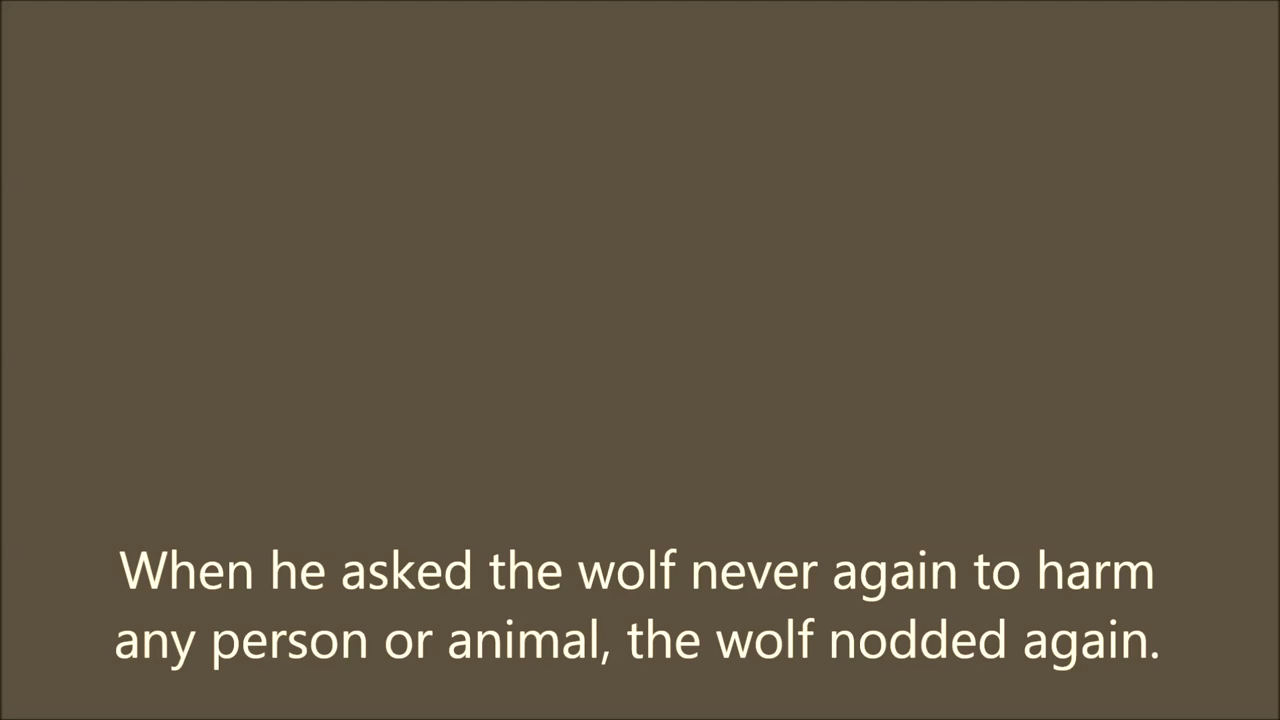 When he asked the wolf never again to harm
any person or animal, the wolf nodded again.